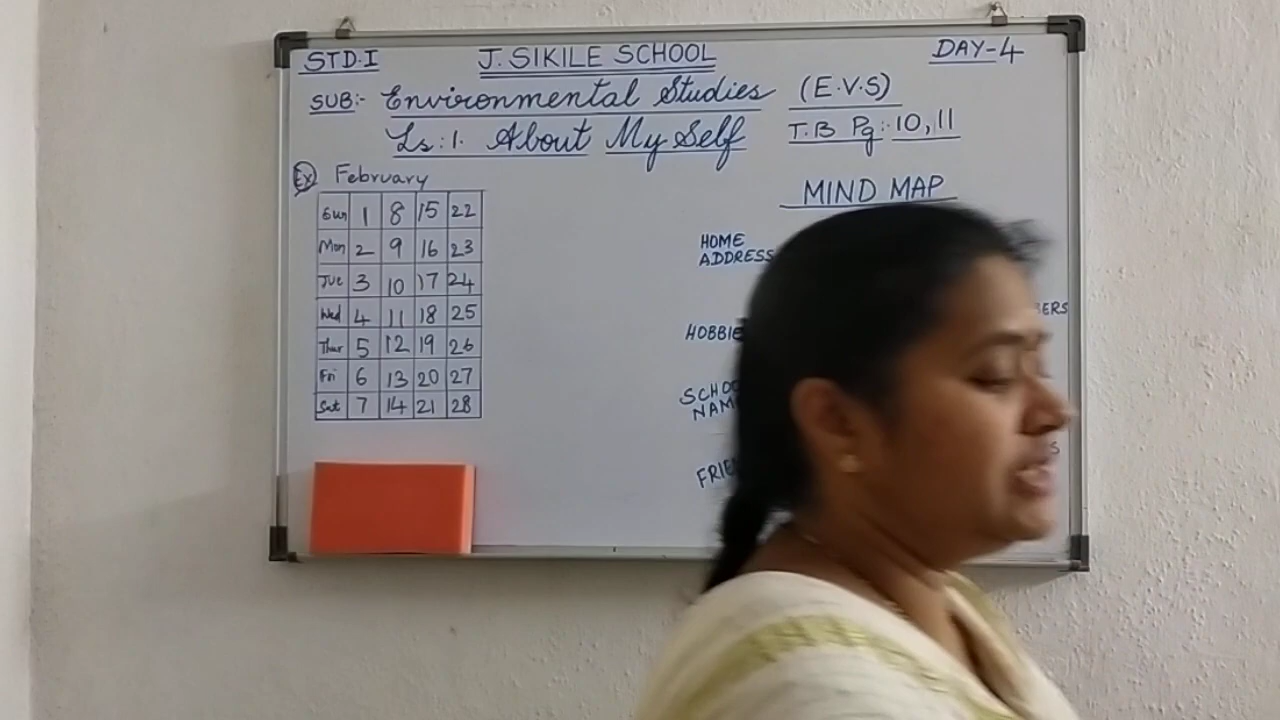 STD.I J. SIKILE SCHOOL DAY-4
SUB:- Environmental Studies (E.V.S)
Ls:1. About My Self T.B Pg:-10,11
Ex February
Sun 1 8 15 22
Mon 2 9 16 23
Tue 3 10 17 24
Wed 4 11 18 25
Thur 5 12 19 26
Fri 6 13 20 27
Sat 7 14 21 28
MIND MAP
HOME
ADDRESS